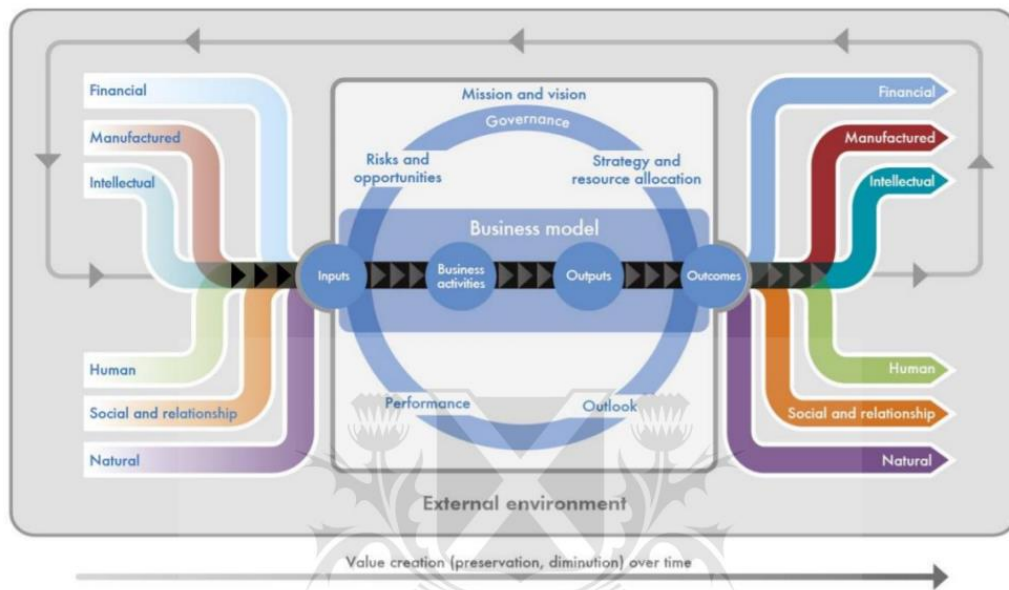 Financial
Manufactured
Intellectual
Human
Social and relationship
Natural
Mission and vision
Governance
Risks and
opportunities
Strategy and
resource allocation
Business model
Inputs
Business
activities
Outputs
Outcomes
Performance
Outlook
Financial
Manufactured
Intellectual
Human
Social and relationship
Natural
External environment
Value creation (preservation, diminution) over time